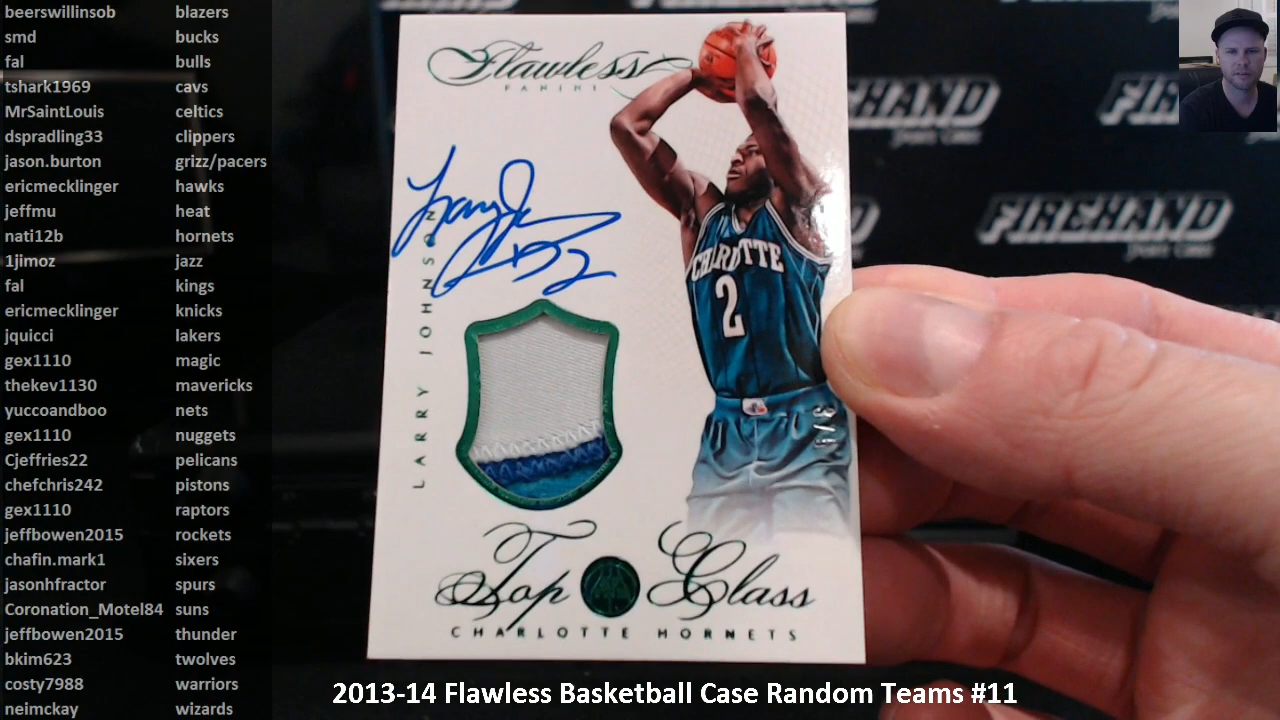 beerswillinsob blazers
smd bucks
fal bulls
tshark1969 cavs
MrSaintLouis celtics
dspradling33 clippers
jason.burton grizz/pacers
ericmecklinger hawks
jeffmu heat
nati12b hornets
1jimoz jazz
fal kings
ericmecklinger knicks
jquicci lakers
gex1110 magic
thekev1130 mavericks
yuccoandboo nets
gex1110 nuggets
Cjeffries22 pelicans
chefchris242 pistons
gex1110 raptors
jeffbowen2015 rockets
chafin.mark1 sixers
jasonhfractor spurs
Coronation_Motel84 suns
jeffbowen2015 thunder
bkim623 twolves
costy7988 warriors
neimckay wizards
Flawless
PANINI
LARRY JOHNSON
CHARLOTTE
2
Top Class
CHARLOTTE HORNETS
FIREHAND
2013-14 Flawless Basketball Case Random Teams #11